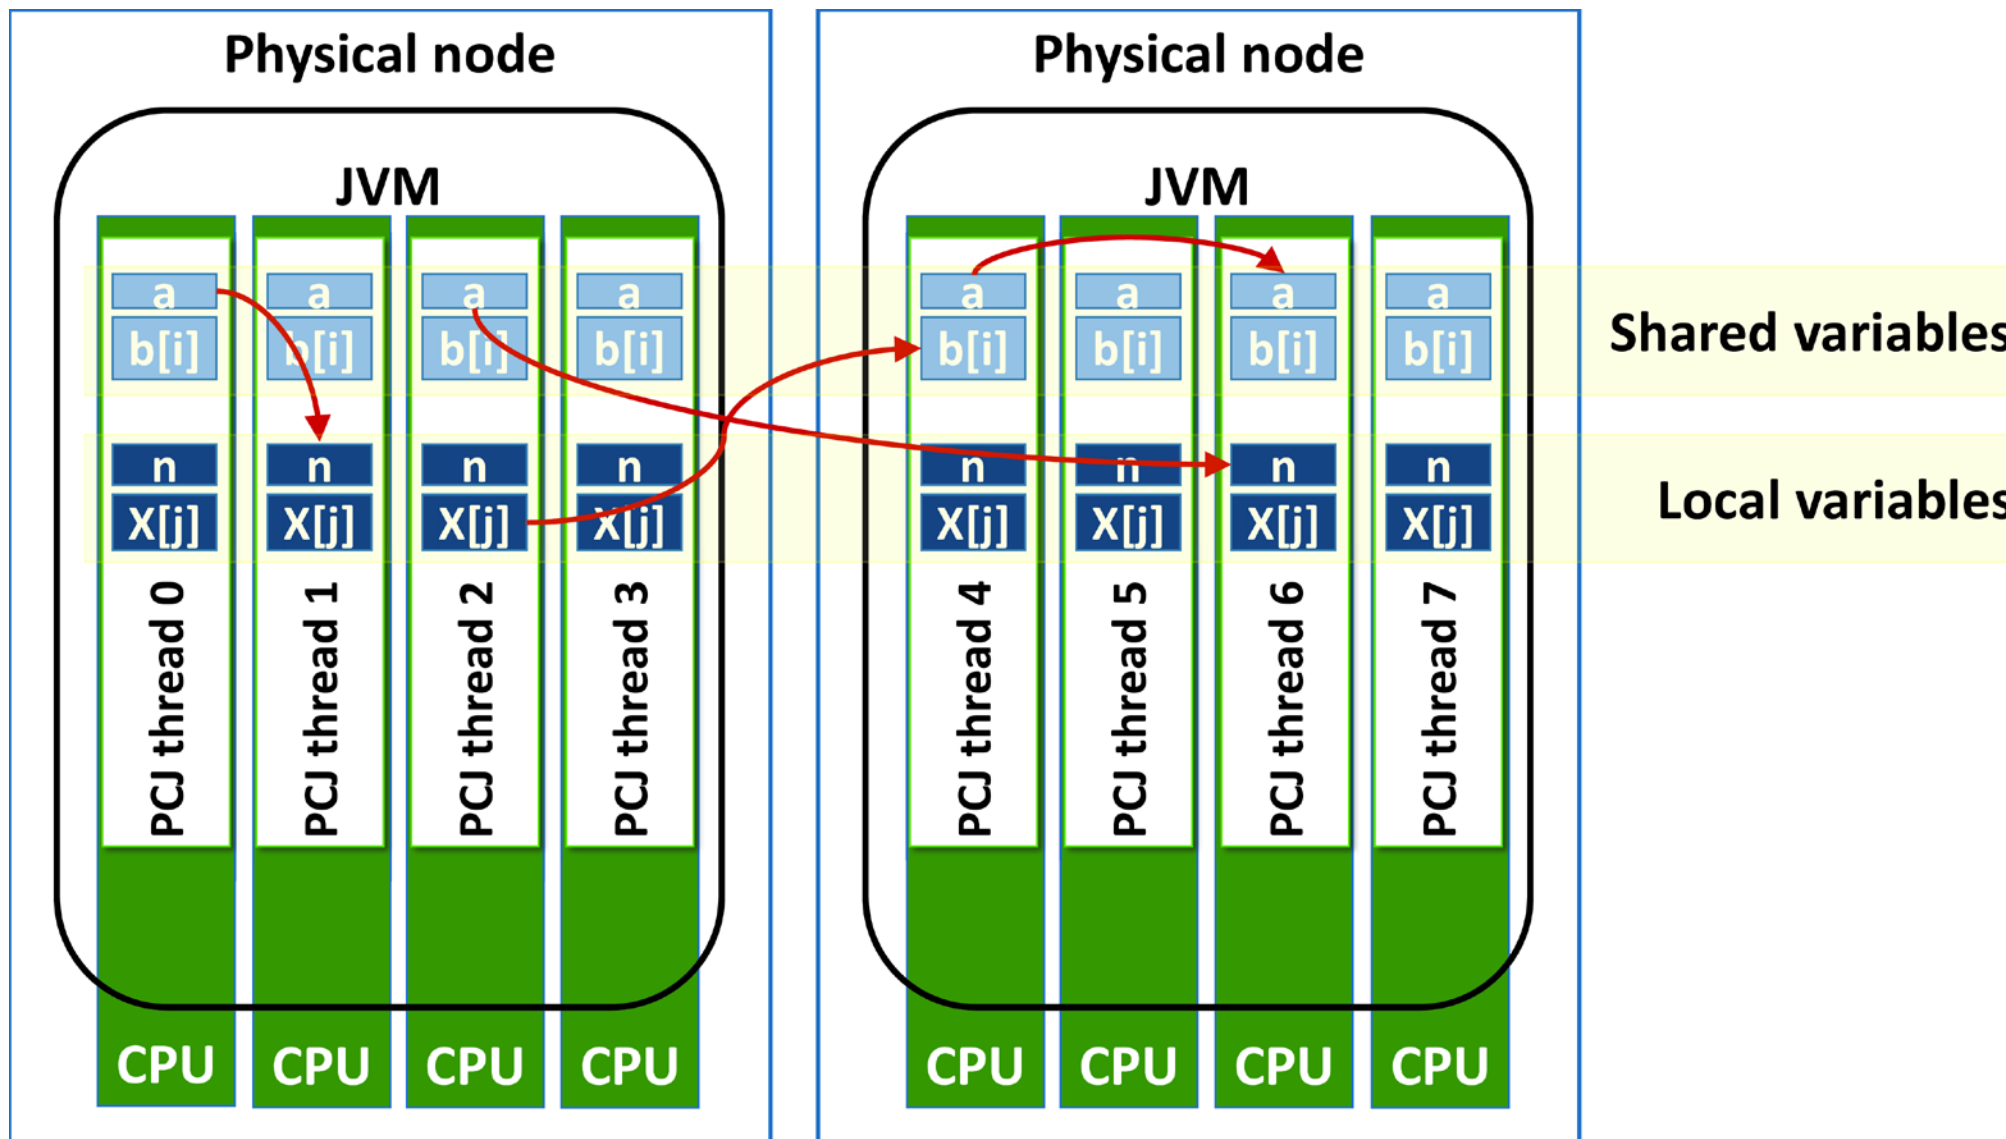 Physical node
Physical node
JVM
JVM
a a a a a a a a
b[i] b[i] b[i] b[i] b[i] b[i] b[i] b[i]
Shared variables
n n n n n n n n
X[j] X[j] X[j] X[j] X[j] X[j] X[j] X[j]
Local variables
PCJ thread 0
PCJ thread 1
PCJ thread 2
PCJ thread 3
PCJ thread 4
PCJ thread 5
PCJ thread 6
PCJ thread 7
CPU CPU CPU CPU CPU CPU CPU CPU